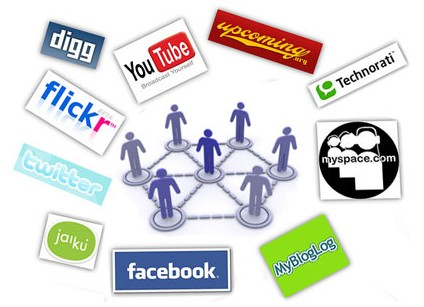 digg
YouTube
Broadcast Yourself
upcoming
.org
Technorati
flickr
myspace.com
twitter
jaiku
facebook.
MyBlogLog